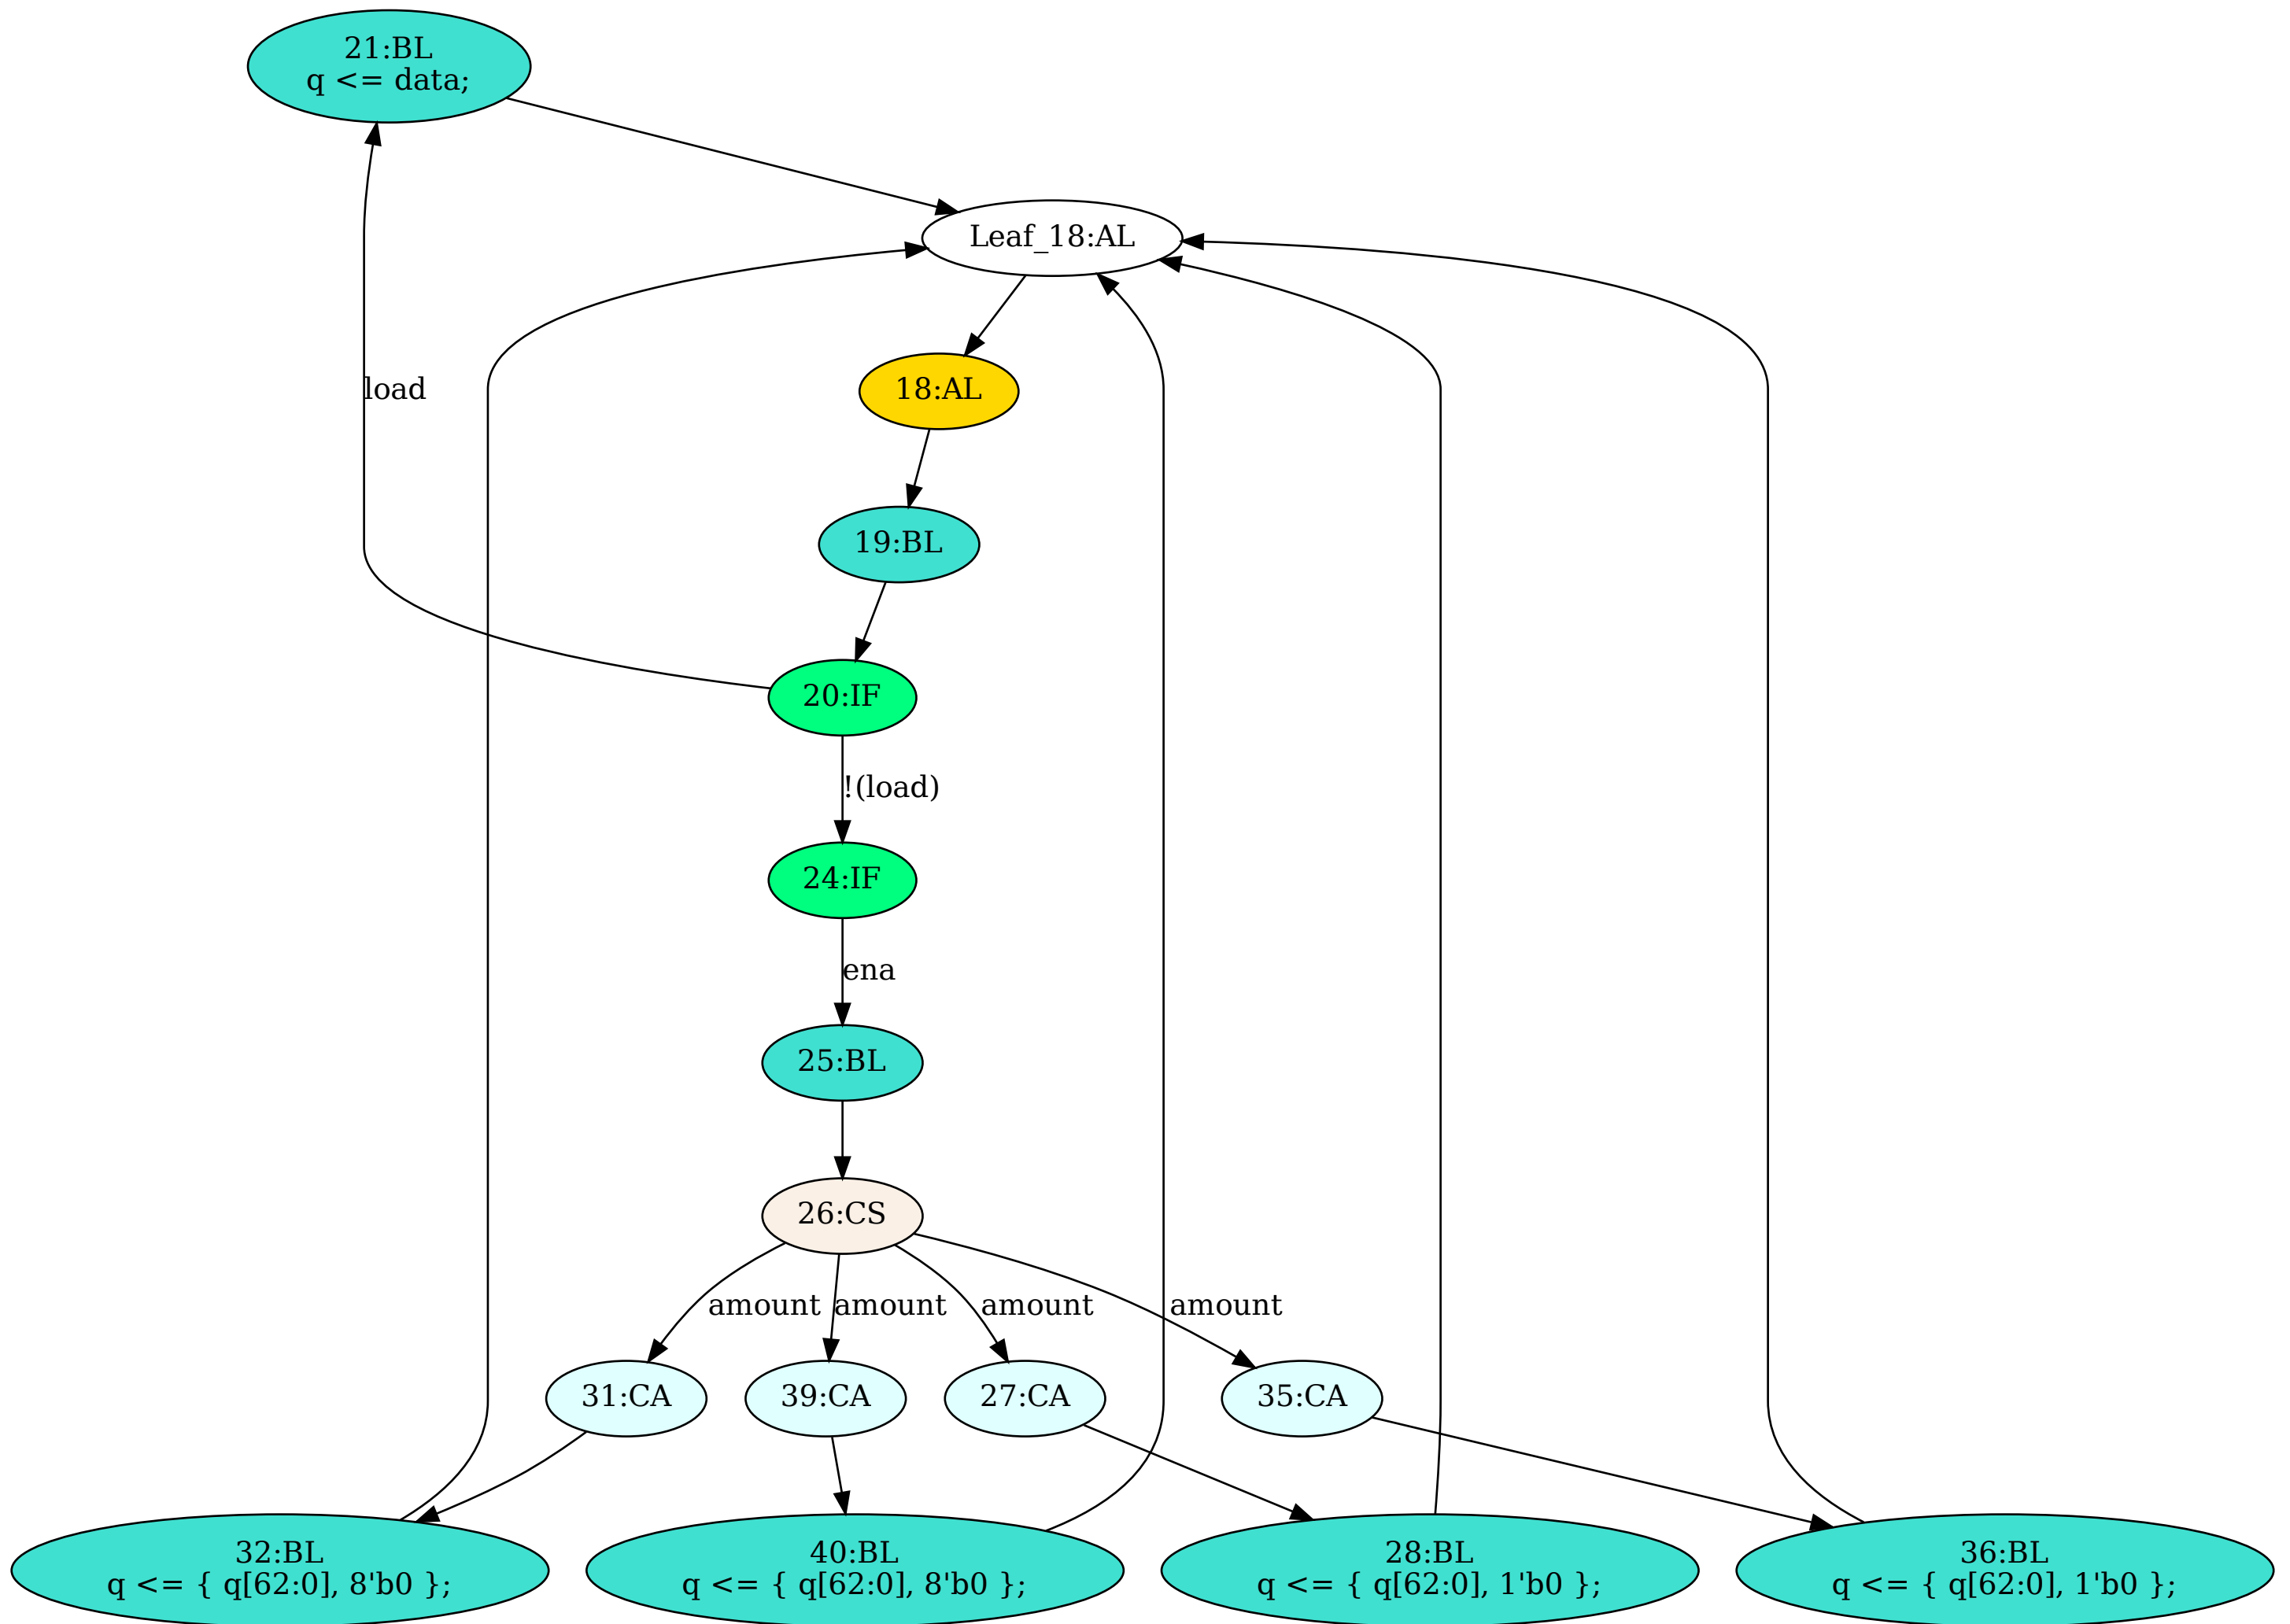 21:BL
q <= data;
Leaf_18:AL
load
18:AL
19:BL
20:IF
!(load)
24:IF
ena
25:BL
26:CS
amount
amount
amount
amount
31:CA
39:CA
27:CA
35:CA
32:BL
q <= { q[62:0], 8'b0 };
40:BL
q <= { q[62:0], 8'b0 };
28:BL
q <= { q[62:0], 1'b0 };
36:BL
q <= { q[62:0], 1'b0 };